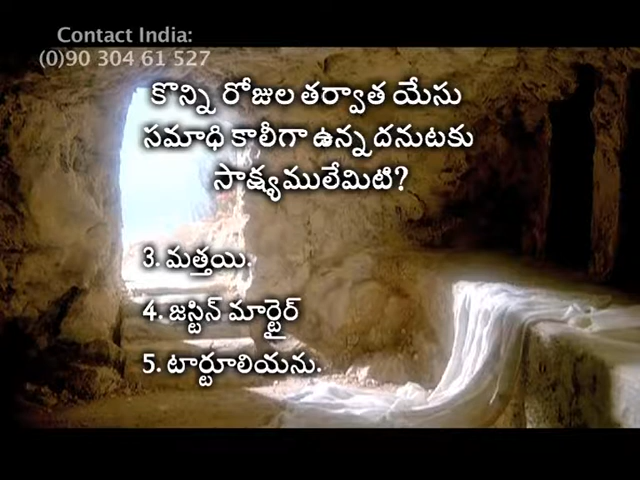 Contact India:
(0)90 304 61 527
కొన్ని రోజుల తర్వాత యేసు
సమాధి కాలీగా ఉన్నదనుటకు
సాక్ష్యములేమిటి?
3. మత్తయి.
4. జస్టిన్ మార్టైర్
5. టార్టూలియను.